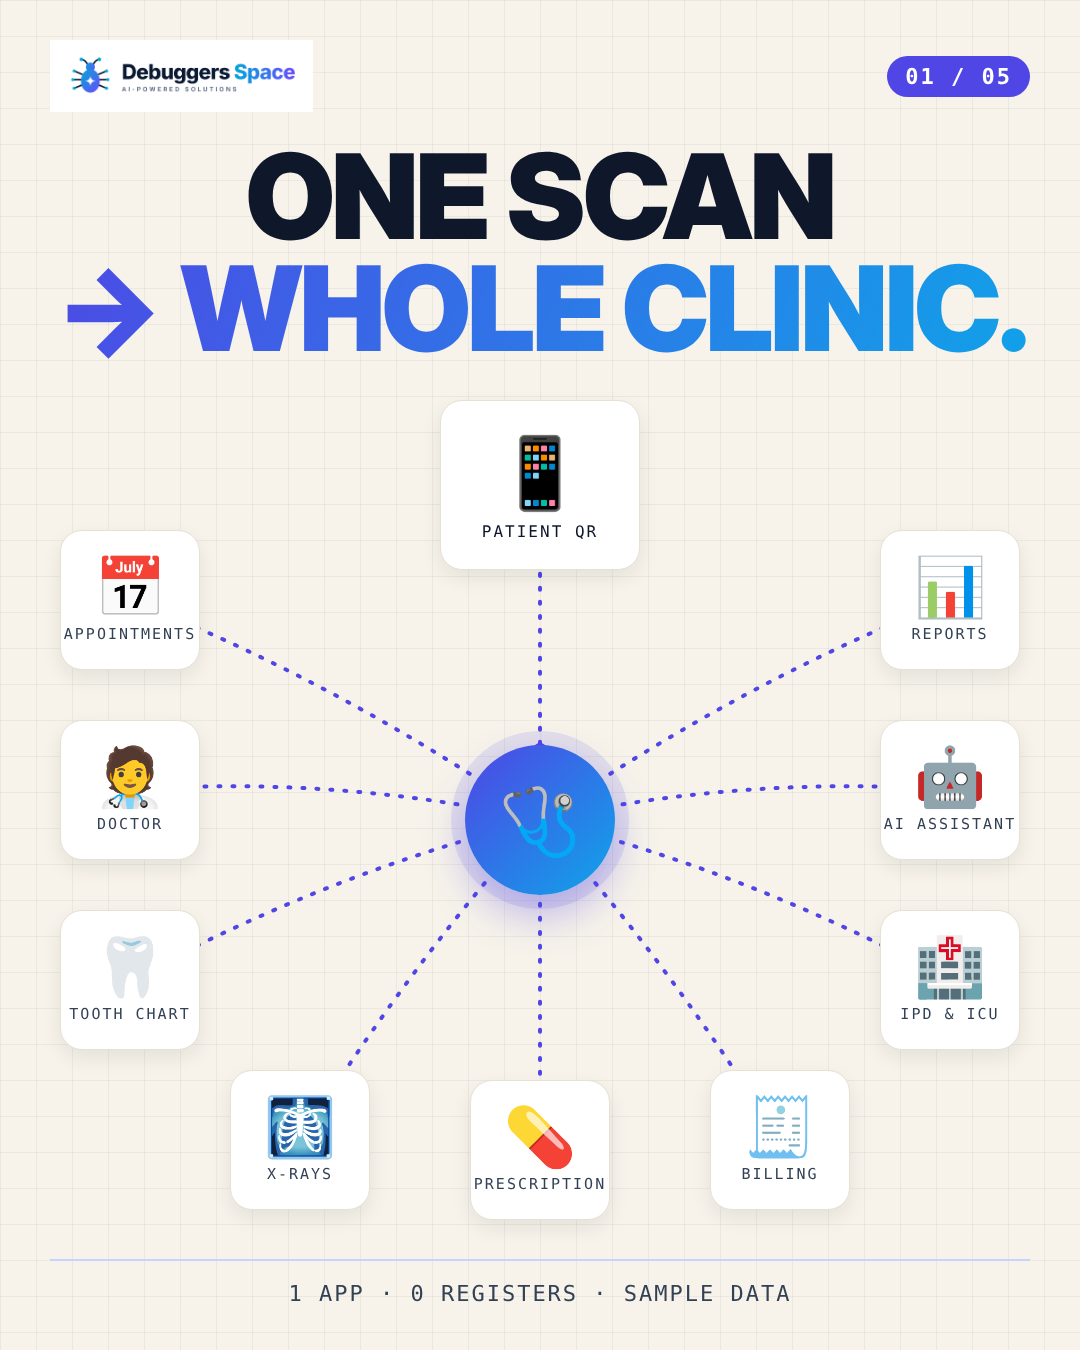 Debuggers Space
AI-POWERED SOLUTIONS
01 / 05
ONE SCAN
→ WHOLE CLINIC.
PATIENT QR
July
17
APPOINTMENTS
REPORTS
DOCTOR
AI ASSISTANT
TOOTH CHART
IPD & ICU
X-RAYS
PRESCRIPTION
BILLING
1 APP · 0 REGISTERS · SAMPLE DATA